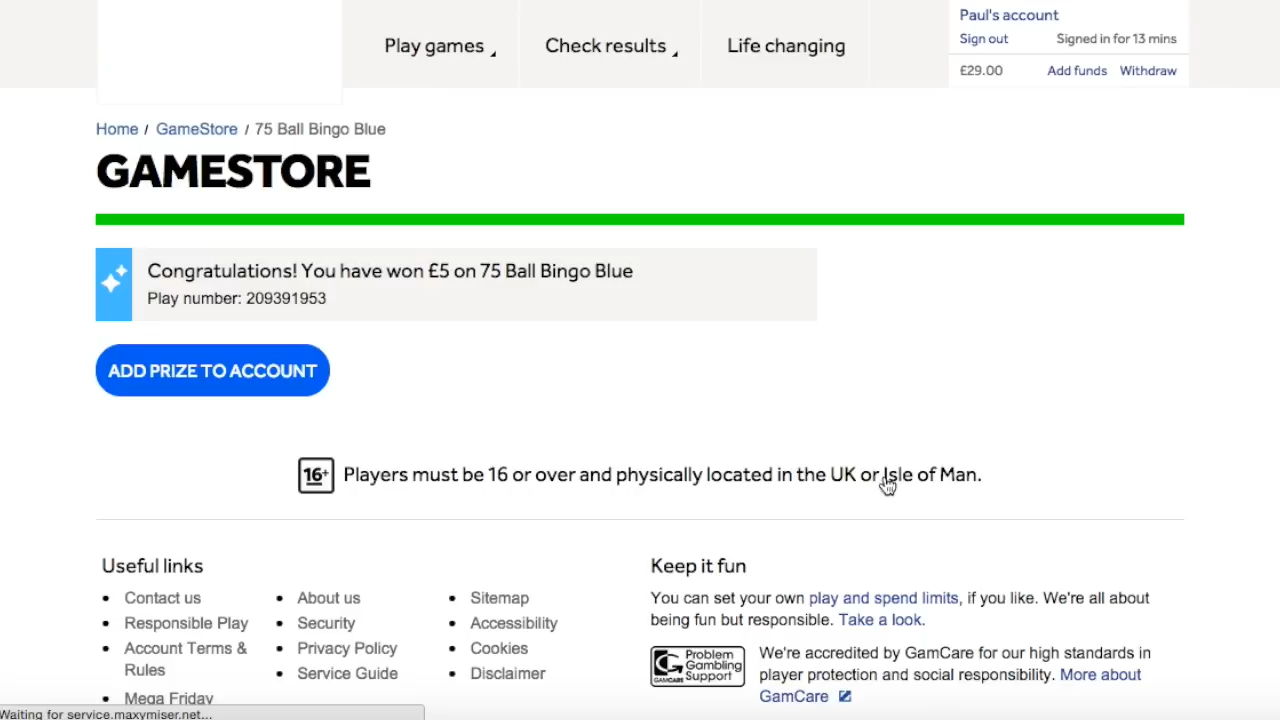 Play games
Check results
Life changing
Paul's account
Sign out
Signed in for 13 mins
£29.00
Add funds
Withdraw
Home / GameStore / 75 Ball Bingo Blue
GAMESTORE
Congratulations! You have won £5 on 75 Ball Bingo Blue
Play number: 209391953
ADD PRIZE TO ACCOUNT
16+ Players must be 16 or over and physically located in the UK or Isle of Man.
Useful links
Contact us
Responsible Play
Account Terms &
Rules
Mega Friday
About us
Security
Privacy Policy
Service Guide
Sitemap
Accessibility
Cookies
Disclaimer
Keep it fun
You can set your own play and spend limits, if you like. We're all about
being fun but responsible. Take a look.
Problem
Gambling
Support
GAMCARE
We're accredited by GamCare for our high standards in
player protection and social responsibility. More about
GamCare
Waiting for service.maxymiser.net...